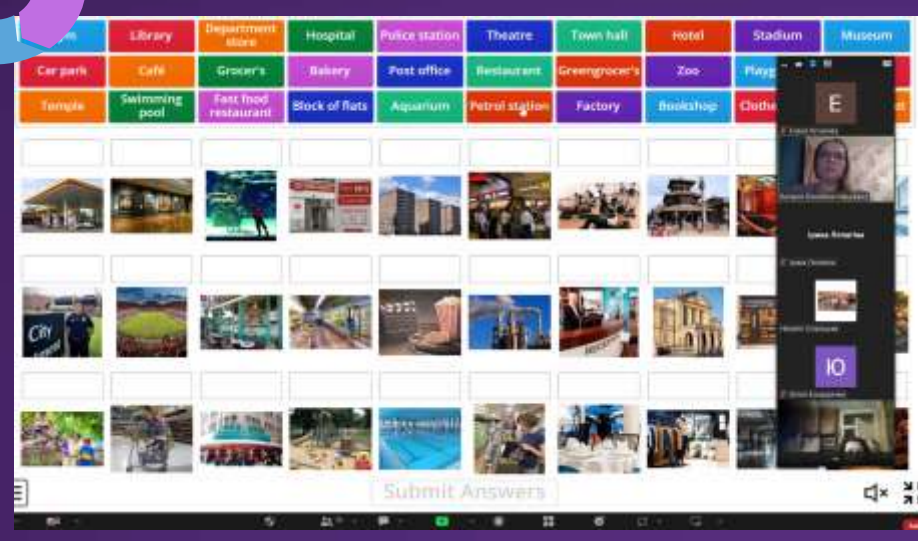 Library Department store Hospital Police station Theatre Town hall Hotel Stadium Museum
Car park Café Grocer's Bakery Post office Restaurant Greengrocer's Zoo
Temple Swimming pool Fast food restaurant Block of flats Aquarium Petrol station Factory Bookshop
E
City
Ю
Submit Answers